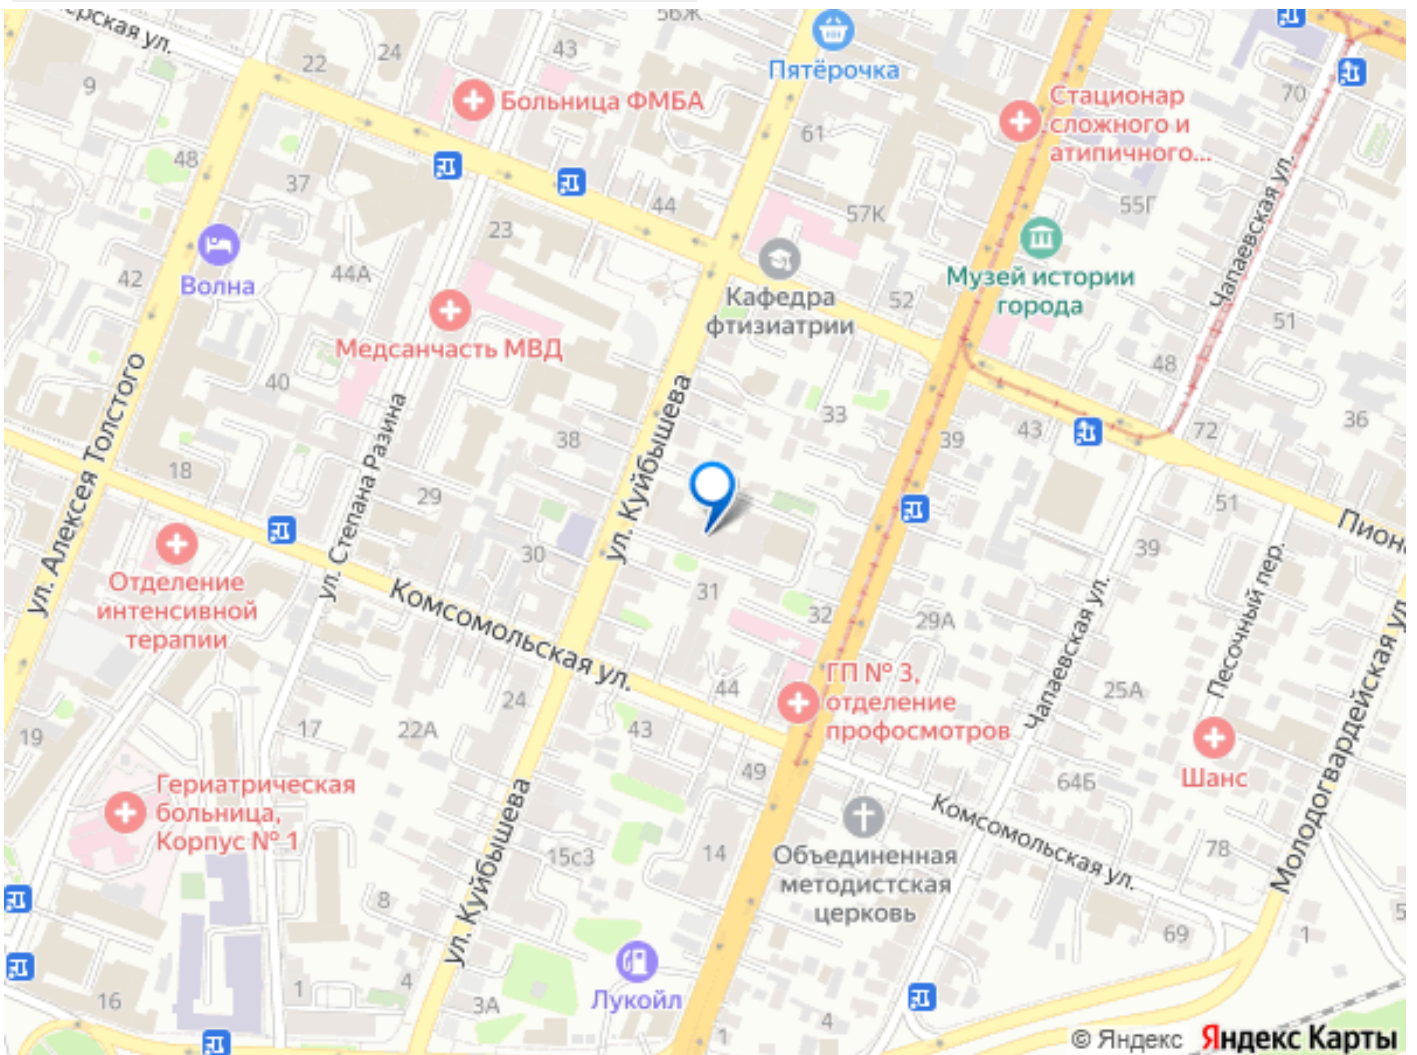 ерская ул.
56Ж
22
24
43
9
Пятёрочка
Больница ФМБА
61
Стационар
сложного и
атипичного...
70
48
37
44
57К
55Г
Чапаевская ул.
23
Волна
42
44А
Музей истории
города
Кафедра
фтизиатрии
52
51
Медсанчасть МВД
40
48
ул. Алексея Толстого
ул. Степана Разина
ул. Куйбышева
38
33
39
43
72
36
18
29
51
Пионе
30
39
Отделение
интенсивной
терапии
Комсомольская ул.
31
32
29А
Чапаевская ул.
Песочный пер.
Молодогвардейская ул.
44
ГП № 3,
отделение
профосмотров
25А
24
19
17
22А
43
49
64Б
Шанс
Гериатрическая
больница,
Корпус № 1
ул. Куйбышева
Комсомольская ул.
15с3
14
Объединенная
методистская
церковь
78
8
69
1
5
16
1
4
3А
Лукойл
4
1
© Яндекс Яндекс Карты